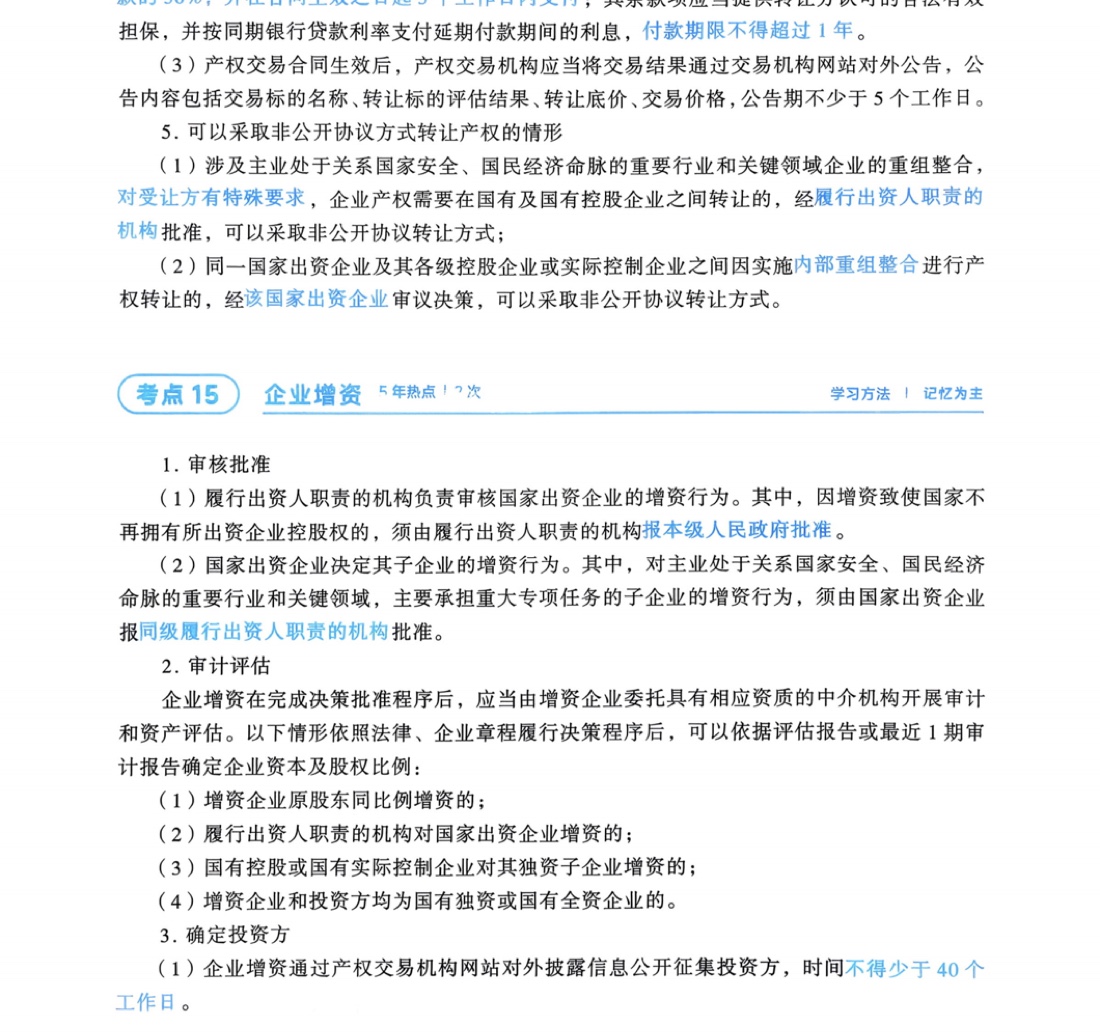 担保，并按同期银行贷款利率支付延期付款期间的利息，付款期限不得超过 1 年。
（3）产权交易合同生效后，产权交易机构应当将交易结果通过交易机构网站对外公告，公
告内容包括交易标的名称、转让标的评估结果、转让底价、交易价格，公告期不少于 5 个工作日。
5. 可以采取非公开协议方式转让产权的情形
（1）涉及主业处于关系国家安全、国民经济命脉的重要行业和关键领域企业的重组整合，
对受让方有特殊要求，企业产权需要在国有及国有控股企业之间转让的，经履行出资人职责的
机构批准，可以采取非公开协议转让方式；
（2）同一国家出资企业及其各级控股企业或实际控制企业之间因实施内部重组整合进行产
权转让的，经该国家出资企业审议决策，可以采取非公开协议转让方式。
考点 15 企业增资 5 年热点 | 2 次 学习方法 | 记忆为主
1. 审核批准
（1）履行出资人职责的机构负责审核国家出资企业的增资行为。其中，因增资致使国家不
再拥有所出资企业控股权的，须由履行出资人职责的机构报本级人民政府批准。
（2）国家出资企业决定其子企业的增资行为。其中，对主业处于关系国家安全、国民经济
命脉的重要行业和关键领域，主要承担重大专项任务的子企业的增资行为，须由国家出资企业
报同级履行出资人职责的机构批准。
2. 审计评估
企业增资在完成决策批准程序后，应当由增资企业委托具有相应资质的中介机构开展审计
和资产评估。以下情形依照法律、企业章程履行决策程序后，可以依据评估报告或最近 1 期审
计报告确定企业资本及股权比例：
（1）增资企业原股东同比例增资的；
（2）履行出资人职责的机构对国家出资企业增资的；
（3）国有控股或国有实际控制企业对其独资子企业增资的；
（4）增资企业和投资方均为国有独资或国有全资企业的。
3. 确定投资方
（1）企业增资通过产权交易机构网站对外披露信息公开征集投资方，时间不得少于 40 个
工作日。